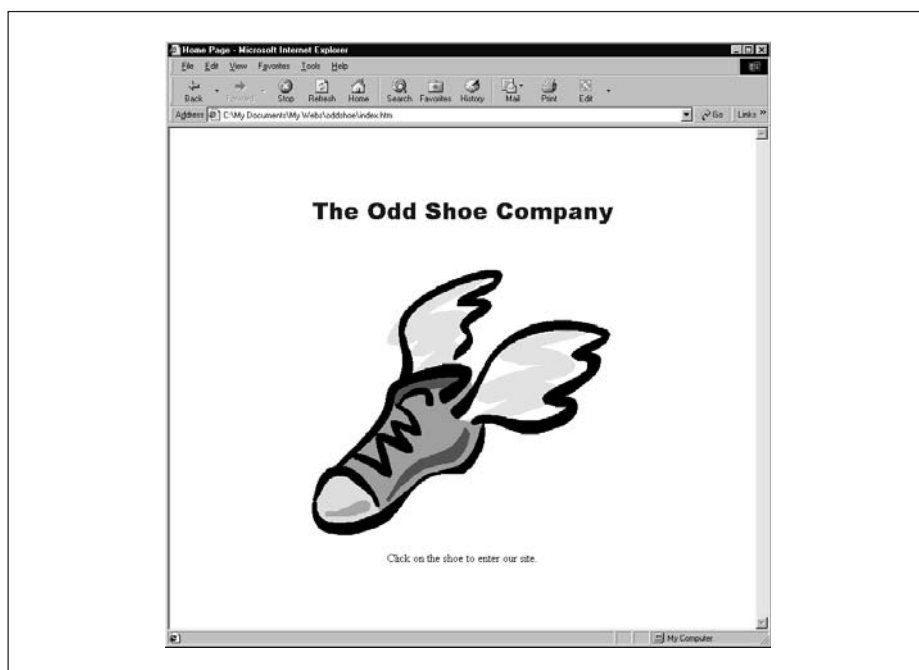 Home Page - Microsoft Internet Explorer
File Edit View Favorites Tools Help
Back Forward Stop Refresh Home Search Favorites History Mail Print Edit
Address C:\My Documents\My Webs\oddshoe\index.htm Go Links »
The Odd Shoe Company
Click on the shoe to enter our site.
My Computer